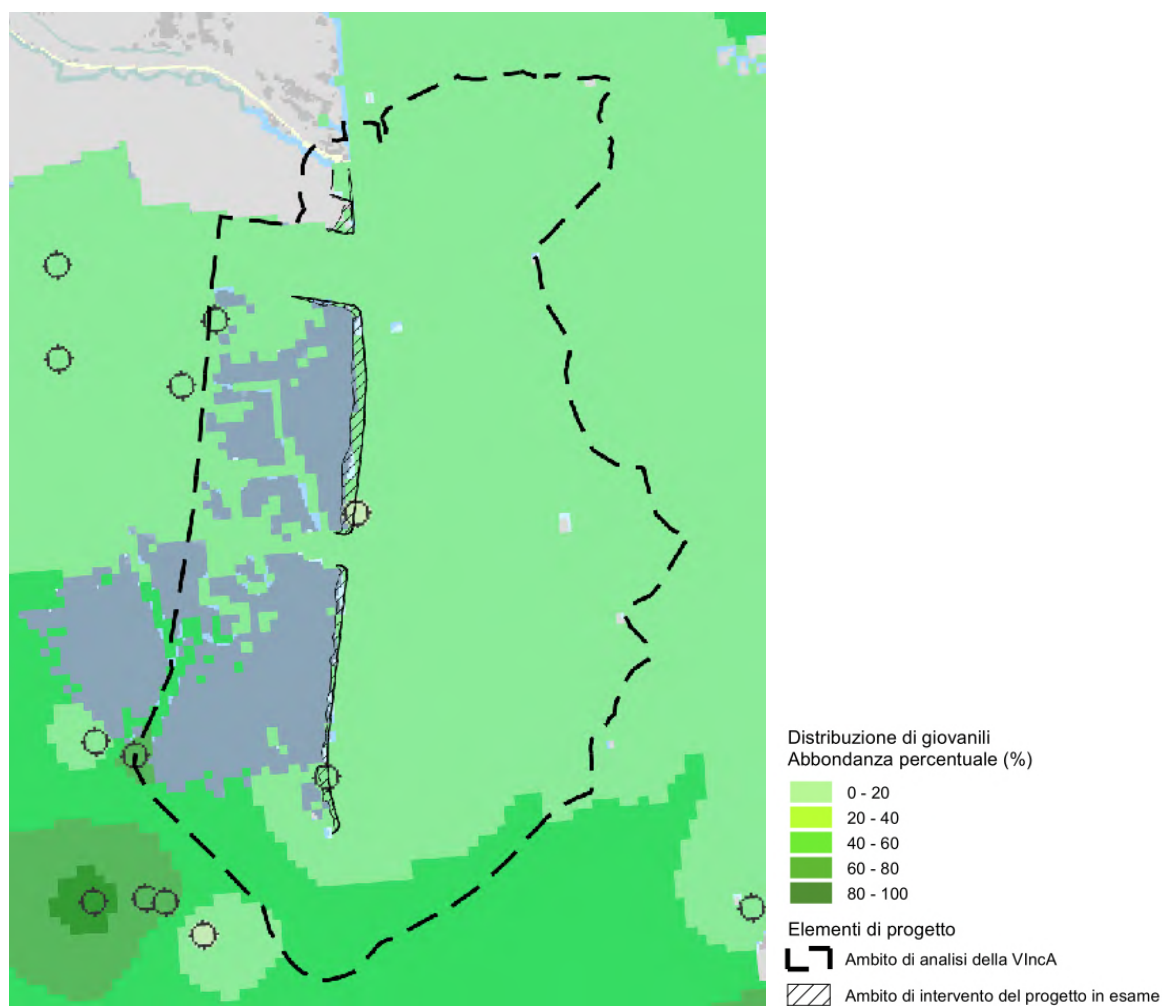 Distribuzione di giovanili
Abbondanza percentuale (%)
0 - 20
20 - 40
40 - 60
60 - 80
80 - 100
Elementi di progetto
Ambito di analisi della VIncA
Ambito di intervento del progetto in esame